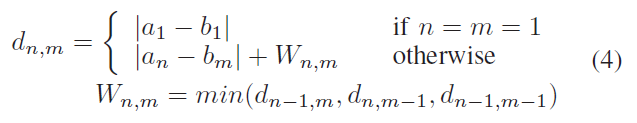 d_{n,m} = { |a_1 − b_1| if n = m = 1
|a_n − b_m| + W_{n,m} otherwise (4)
W_{n,m} = min(d_{n−1,m}, d_{n,m−1}, d_{n−1,m−1})